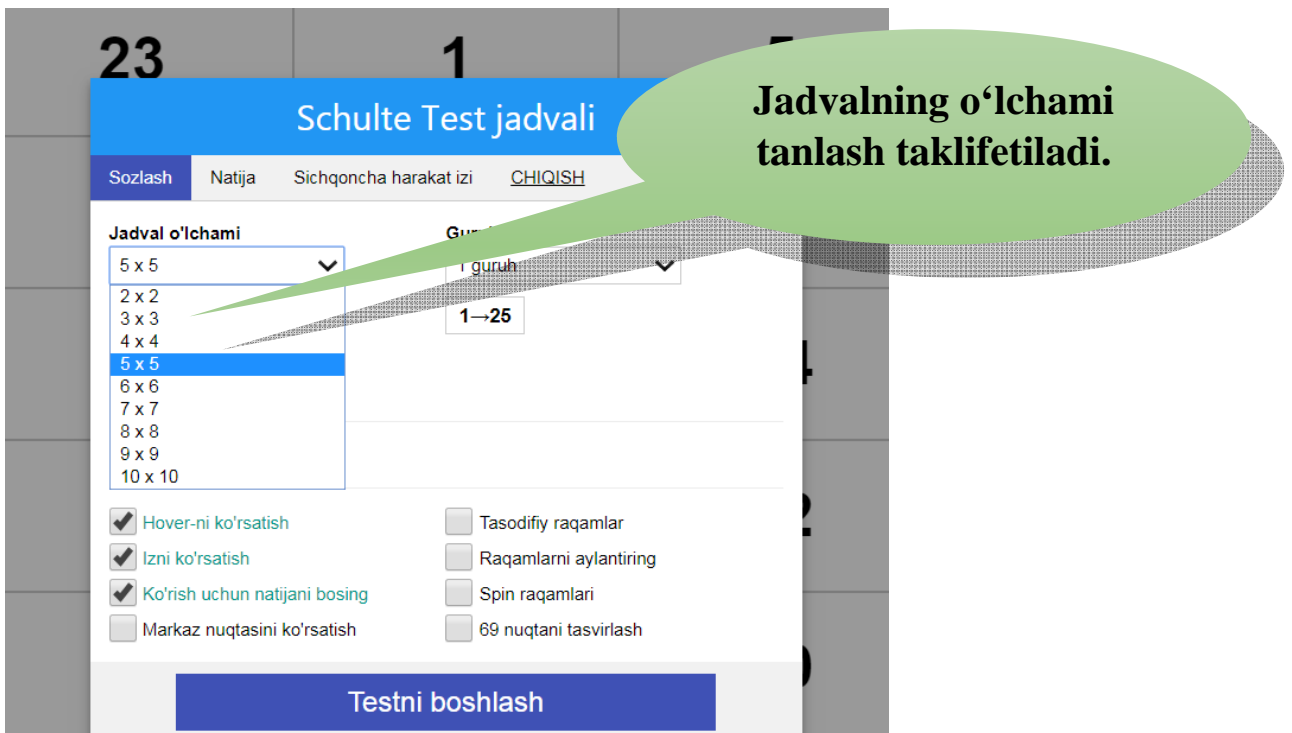 23 1
Schulte Test jadvali
Jadvalning o‘lchami
tanlash taklifetiladi.
Sozlash Natija Sichqoncha harakat izi CHIQISH
Jadval o'lchami
5 x 5 1 guruh
2 x 2
3 x 3 1→25
4 x 4
5 x 5
6 x 6
7 x 7
8 x 8
9 x 9
10 x 10
Hover-ni ko'rsatish Tasodifiy raqamlar
Izni ko'rsatish Raqamlarni aylantiring
Ko'rish uchun natijani bosing Spin raqamlari
Markaz nuqtasini ko'rsatish 69 nuqtani tasvirlash
Testni boshlash